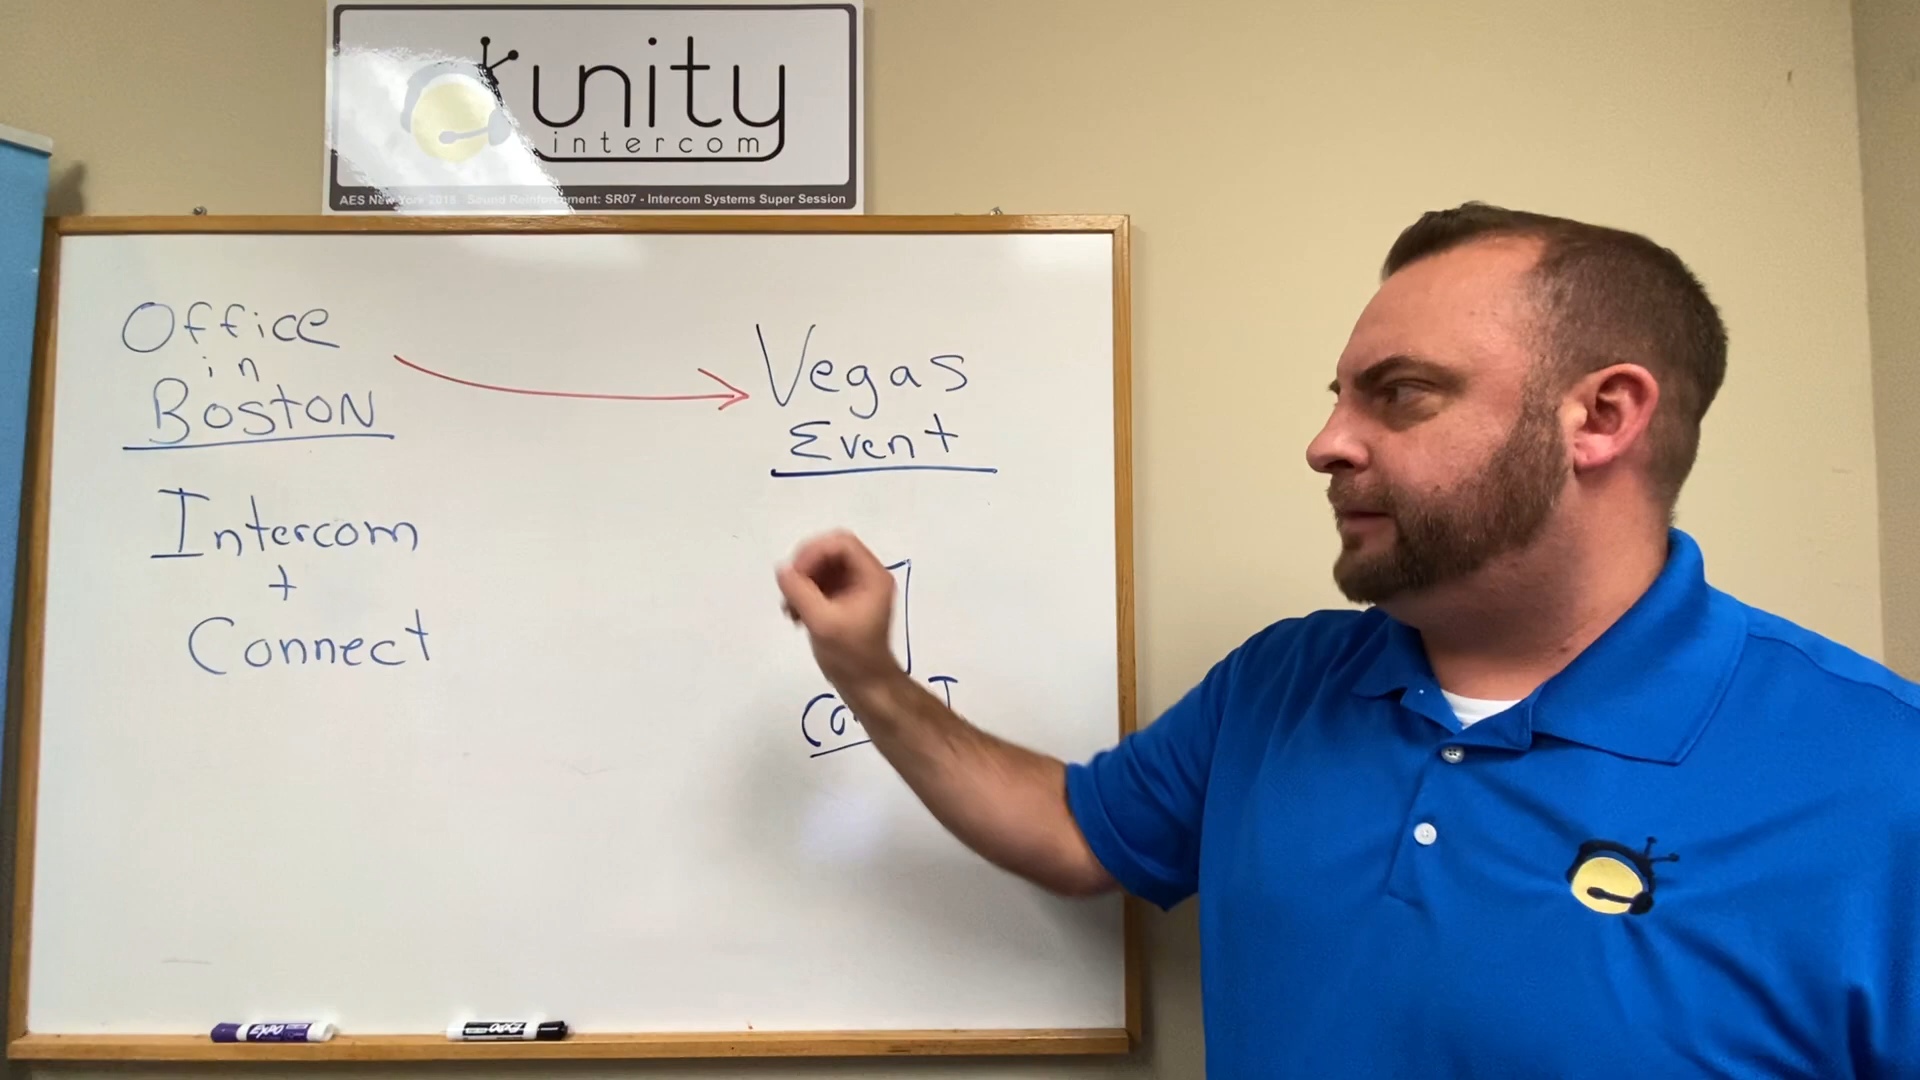 unity
intercom
AES New York 2018 Sound Reinforcement: SR07 - Intercom Systems Super Session
Office
in
Boston
Vegas
Event
Intercom
+
Connect
EXPO
EXPO